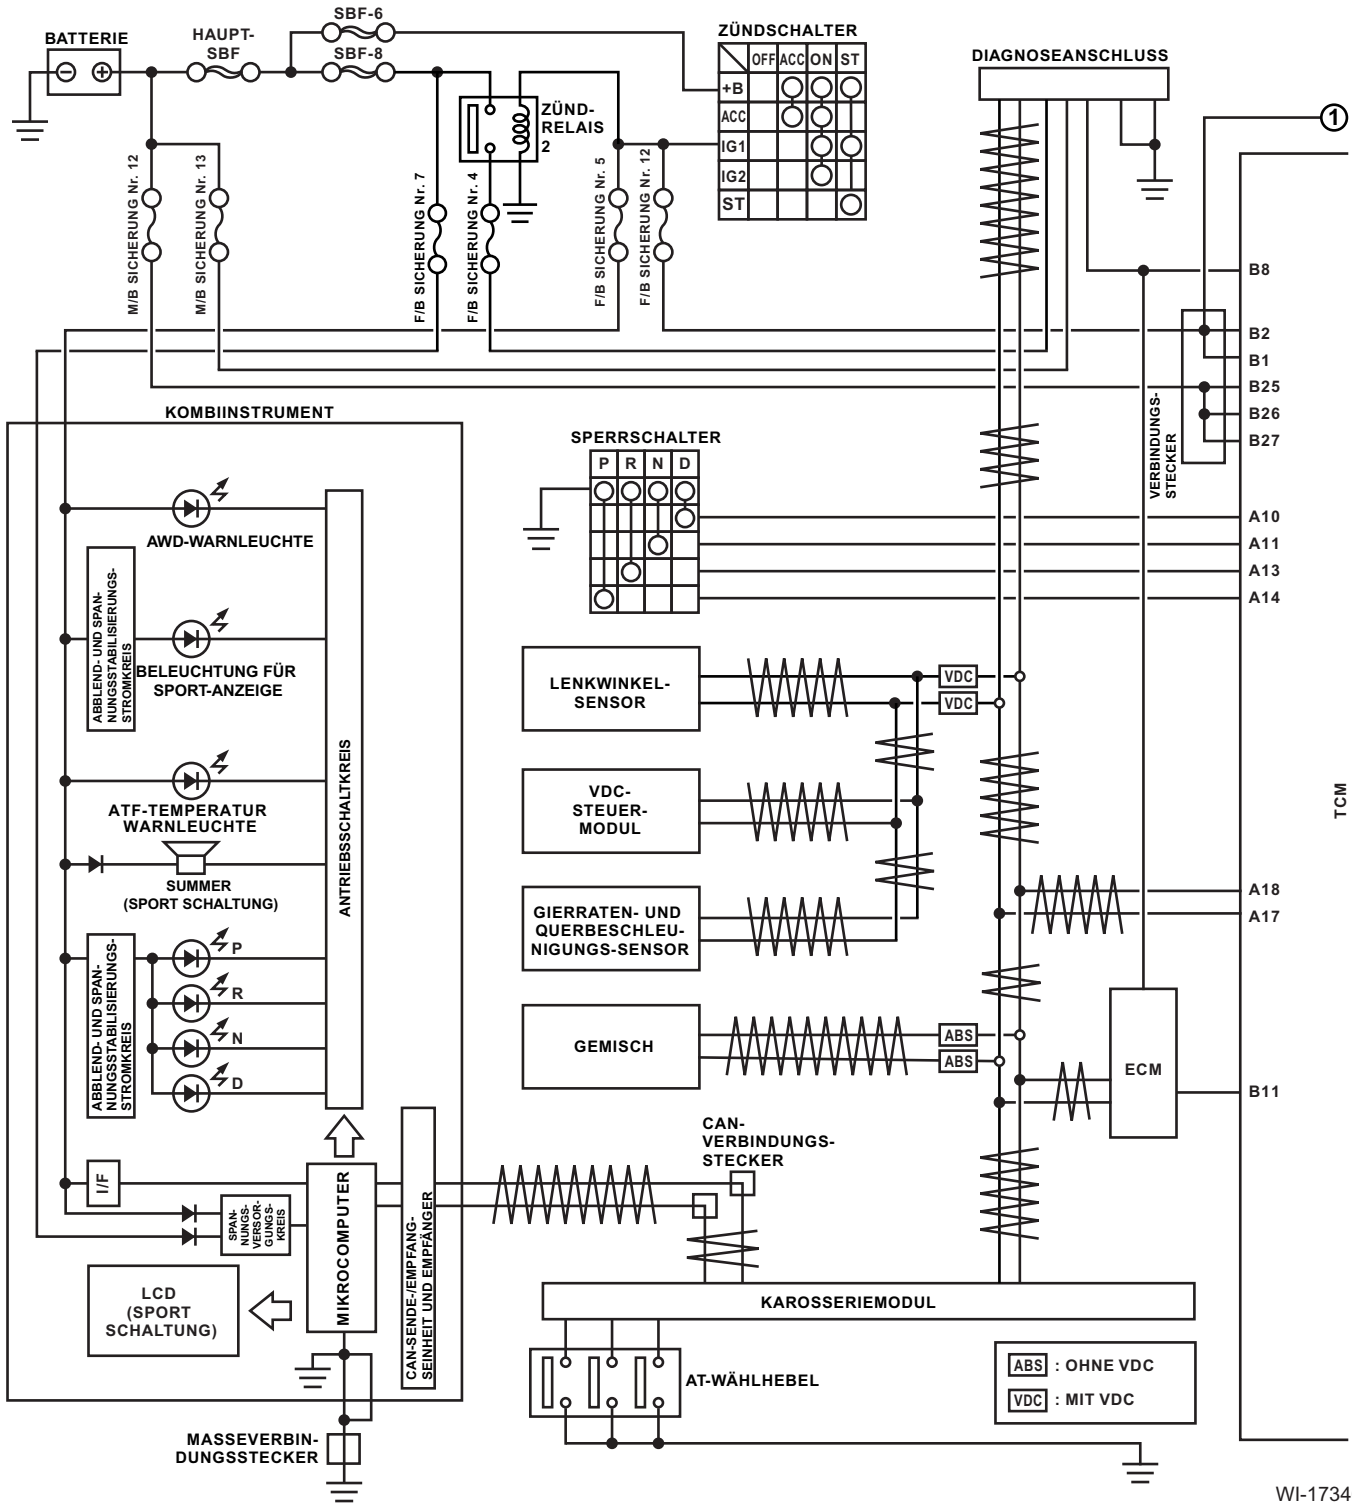 SBF-6
ZÜNDSCHALTER
BATTERIE
HAUPT-
SBF
SBF-8
OFF ACC ON ST
+B
ACC
IG1
IG2
ST
DIAGNOSEANSCHLUSS
ZÜND-
RELAIS
2
1
M/B SICHERUNG Nr. 12
M/B SICHERUNG Nr. 13
F/B SICHERUNG Nr. 7
F/B SICHERUNG Nr. 4
F/B SICHERUNG Nr. 5
F/B SICHERUNG Nr. 12
B8
B2
B1
B25
B26
B27
VERBINDUNGS-
STECKER
KOMBIINSTRUMENT
SPERRSCHALTER
P R N D
A10
A11
A13
A14
AWD-WARNLEUCHTE
ABBLEND- UND SPAN-
NUNGSSTABILISIERUNGS-
STROMKREIS
BELEUCHTUNG FÜR
SPORT-ANZEIGE
ATF-TEMPERATUR
WARNLEUCHTE
SUMMER
(SPORT SCHALTUNG)
ANTRIEBSSCHALTKREIS
ABBLEND- UND SPAN-
NUNGSSTABILISIERUNGS-
STROMKREIS
P
R
N
D
LENKWINKEL-
SENSOR
VDC
VDC
VDC-
STEUER-
MODUL
GIERRATEN- UND
QUERBESCHLEU-
NIGUNGS-SENSOR
GEMISCH
ABS
ABS
TCM
A18
A17
ECM
B11
CAN-
VERBINDUNGS-
STECKER
I/F
SPAN-
NUNGS-
VERSOR-
GUNGS-
KREIS
MIKROCOMPUTER
CAN-SENDE-/EMPFANG-
SEINHEIT UND EMPFÄNGER
LCD
(SPORT
SCHALTUNG)
KAROSSERIEMODUL
AT-WÄHLHEBEL
ABS : OHNE VDC
VDC : MIT VDC
MASSEVERBIN-
DUNGSSTECKER
WI-1734